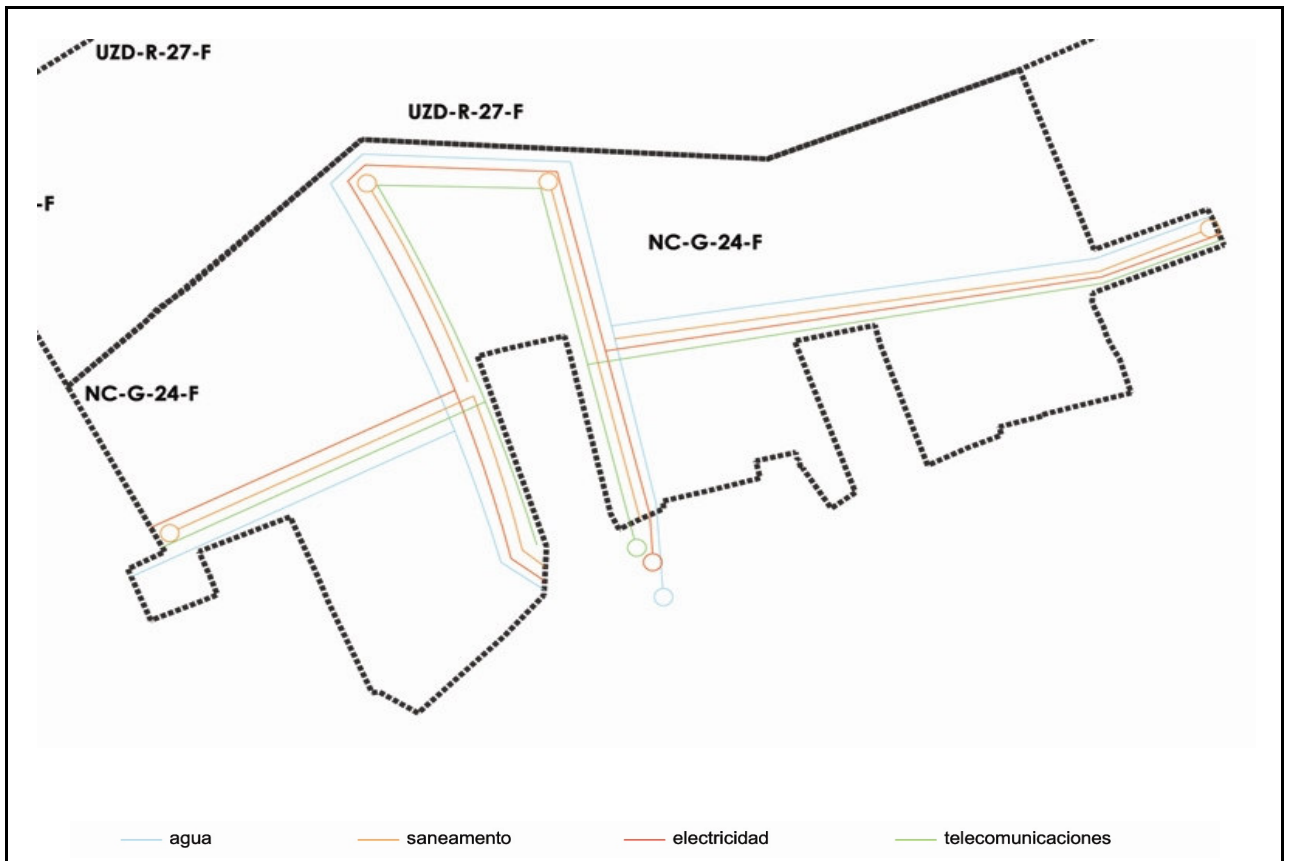 UZD-R-27-F
UZD-R-27-F
-F
NC-G-24-F
NC-G-24-F
agua
saneamento
electricidad
telecomunicaciones